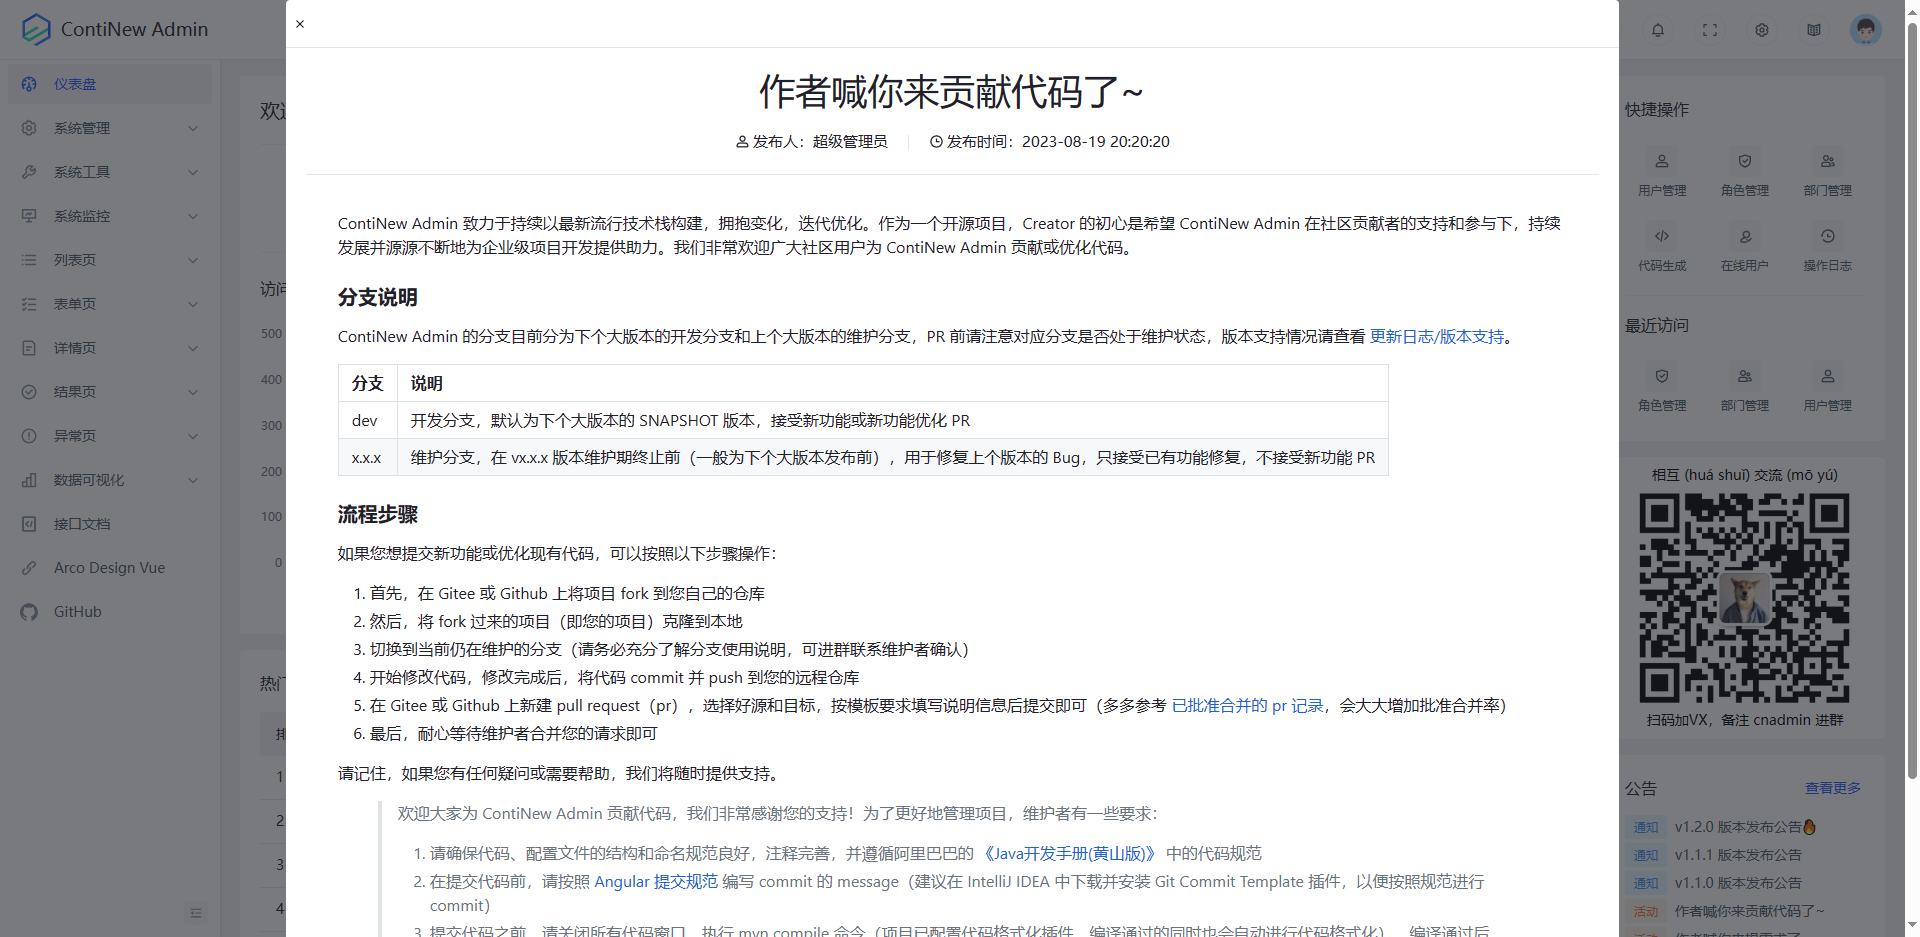 ContiNew Admin
仪表盘
系统管理
系统工具
系统监控
列表页
表单页
详情页
结果页
异常页
数据可视化
接口文档
Arco Design Vue
GitHub
访问
500
400
300
200
100
0
热门
1
2
3
4
作者喊你来贡献代码了~
发布人：超级管理员
发布时间：2023-08-19 20:20:20
ContiNew Admin 致力于持续以最新流行技术栈构建，拥抱变化，迭代优化。作为一个开源项目，Creator 的初心是希望 ContiNew Admin 在社区贡献者的支持和参与下，持续
发展并源源不断地为企业级项目开发提供助力。我们非常欢迎广大社区用户为 ContiNew Admin 贡献或优化代码。
分支说明
ContiNew Admin 的分支目前分为下个大版本的开发分支和上个大版本的维护分支，PR 前请注意对应分支是否处于维护状态，版本支持情况请查看 更新日志/版本支持。
分支 说明
dev 开发分支，默认为下个大版本的 SNAPSHOT 版本，接受新功能或新功能优化 PR
x.x.x 维护分支，在 vx.x.x 版本维护期终止前（一般为下个大版本发布前），用于修复上个版本的 Bug，只接受已有功能修复，不接受新功能 PR
流程步骤
如果您想提交新功能或优化现有代码，可以按照以下步骤操作：
1. 首先，在 Gitee 或 Github 上将项目 fork 到您自己的仓库
2. 然后，将 fork 过来的项目（即您的项目）克隆到本地
3. 切换到当前仍在维护的分支（请务必充分了解分支使用说明，可进群联系维护者确认）
4. 开始修改代码，修改完成后，将代码 commit 并 push 到您的远程仓库
5. 在 Gitee 或 Github 上新建 pull request（pr），选择好源和目标，按模板要求填写说明信息后提交即可（多多参考 已批准合并的 pr 记录，会大大增加批准合并率）
6. 最后，耐心等待维护者合并您的请求即可
请记住，如果您有任何疑问或需要帮助，我们将随时提供支持。
欢迎大家为 ContiNew Admin 贡献代码，我们非常感谢您的支持！为了更好地管理项目，维护者有一些要求：
1. 请确保代码、配置文件的结构和命名规范良好，注释完善，并遵循阿里巴巴的 《Java开发手册(黄山版)》 中的代码规范
2. 在提交代码前，请按照 Angular 提交规范 编写 commit 的 message（建议在 IntelliJ IDEA 中下载并安装 Git Commit Template 插件，以便按照规范进行
commit）
3. 提交代码之前，请关闭所有代码窗口，执行 mvn compile 命令（项目已配置代码格式化插件，编译通过的同时也会自动进行代码格式化），编译通过后
快捷操作
用户管理 角色管理 部门管理
代码生成 在线用户 操作日志
最近访问
角色管理 部门管理 用户管理
相互 (huá shuǐ) 交流 (mō yú)
扫码加VX，备注 cnadmin 进群
公告 查看更多
通知 v1.2.0 版本发布公告
通知 v1.1.1 版本发布公告
通知 v1.1.0 版本发布公告
活动 作者喊你来贡献代码了~